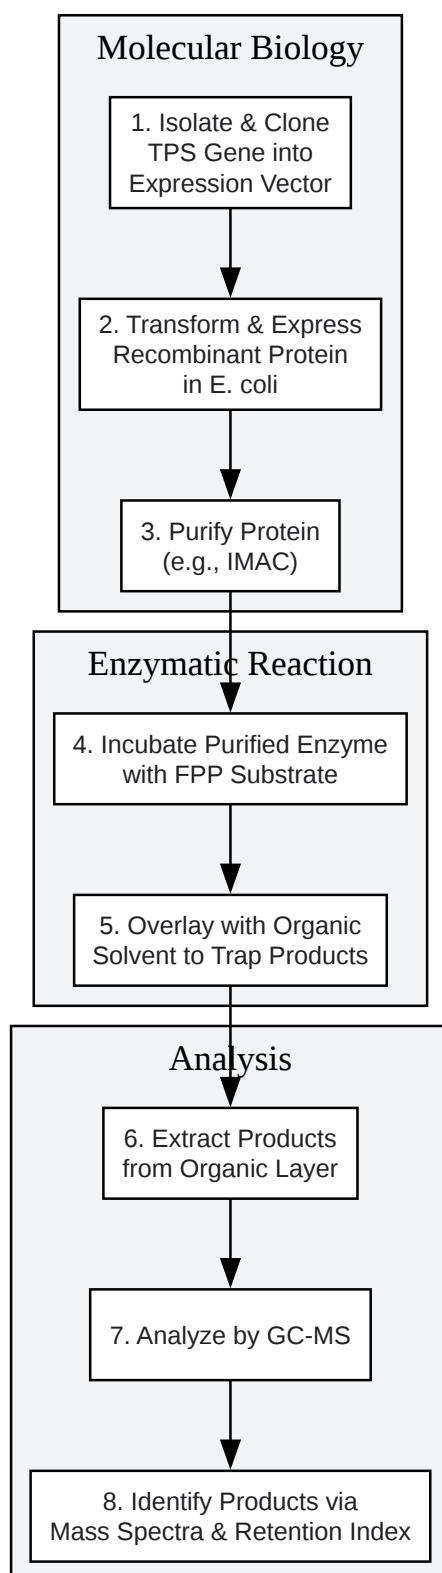 Molecular Biology
1. Isolate & Clone
TPS Gene into
Expression Vector
2. Transform & Express
Recombinant Protein
in E. coli
3. Purify Protein
(e.g., IMAC)
Enzymatic Reaction
4. Incubate Purified Enzyme
with FPP Substrate
5. Overlay with Organic
Solvent to Trap Products
Analysis
6. Extract Products
from Organic Layer
7. Analyze by GC-MS
8. Identify Products via
Mass Spectra & Retention Index